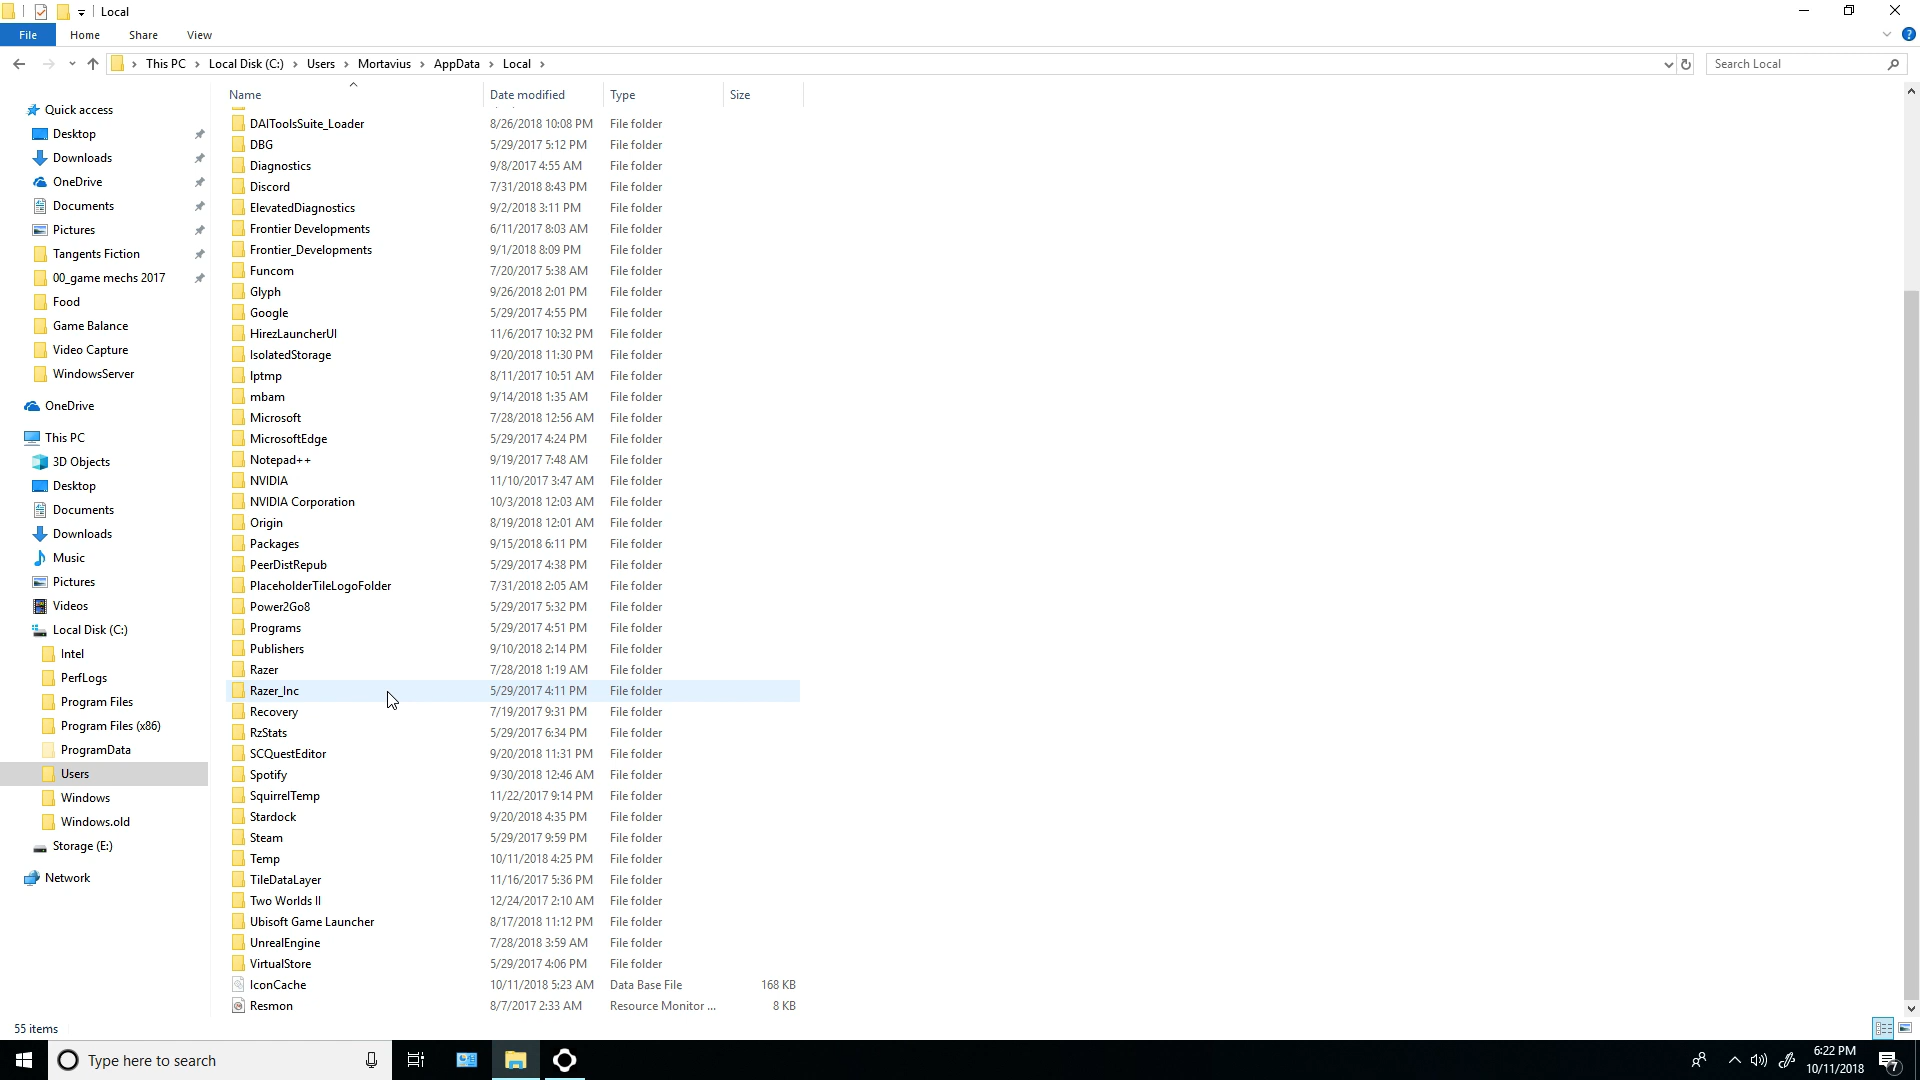 Local
File Home Share View
This PC Local Disk (C:) Users Mortavius AppData Local
Search Local
Quick access
Desktop
Downloads
OneDrive
Documents
Pictures
Tangents Fiction
00_game mechs 2017
Food
Game Balance
Video Capture
WindowsServer
OneDrive
This PC
3D Objects
Desktop
Documents
Downloads
Music
Pictures
Videos
Local Disk (C:)
Intel
PerfLogs
Program Files
Program Files (x86)
ProgramData
Users
Windows
Windows.old
Storage (E:)
Network
Name Date modified Type Size
DAIToolsSuite_Loader 8/26/2018 10:08 PM File folder
DBG 5/29/2017 5:12 PM File folder
Diagnostics 9/8/2017 4:55 AM File folder
Discord 7/31/2018 8:43 PM File folder
ElevatedDiagnostics 9/2/2018 3:11 PM File folder
Frontier Developments 6/11/2017 8:03 AM File folder
Frontier_Developments 9/1/2018 8:09 PM File folder
Funcom 7/20/2017 5:38 AM File folder
Glyph 9/26/2018 2:01 PM File folder
Google 5/29/2017 4:55 PM File folder
HirezLauncherUI 11/6/2017 10:32 PM File folder
IsolatedStorage 9/20/2018 11:30 PM File folder
lptmp 8/11/2017 10:51 AM File folder
mbam 9/14/2018 1:35 AM File folder
Microsoft 7/28/2018 12:56 AM File folder
MicrosoftEdge 5/29/2017 4:24 PM File folder
Notepad++ 9/19/2017 7:48 AM File folder
NVIDIA 11/10/2017 3:47 AM File folder
NVIDIA Corporation 10/3/2018 12:03 AM File folder
Origin 8/19/2018 12:01 AM File folder
Packages 9/15/2018 6:11 PM File folder
PeerDistRepub 5/29/2017 4:38 PM File folder
PlaceholderTileLogoFolder 7/31/2018 2:05 AM File folder
Power2Go8 5/29/2017 5:32 PM File folder
Programs 5/29/2017 4:51 PM File folder
Publishers 9/10/2018 2:14 PM File folder
Razer 7/28/2018 1:19 AM File folder
Razer_Inc 5/29/2017 4:11 PM File folder
Recovery 7/19/2017 9:31 PM File folder
RzStats 5/29/2017 6:34 PM File folder
SCQuestEditor 9/20/2018 11:31 PM File folder
Spotify 9/30/2018 12:46 AM File folder
SquirrelTemp 11/22/2017 9:14 PM File folder
Stardock 9/20/2018 4:35 PM File folder
Steam 5/29/2017 9:59 PM File folder
Temp 10/11/2018 4:25 PM File folder
TileDataLayer 11/16/2017 5:36 PM File folder
Two Worlds II 12/24/2017 2:10 AM File folder
Ubisoft Game Launcher 8/17/2018 11:12 PM File folder
UnrealEngine 7/28/2018 3:59 AM File folder
VirtualStore 5/29/2017 4:06 PM File folder
IconCache 10/11/2018 5:23 AM Data Base File 168 KB
Resmon 8/7/2017 2:33 AM Resource Monitor ... 8 KB
55 items
Type here to search
6:22 PM
10/11/2018
7